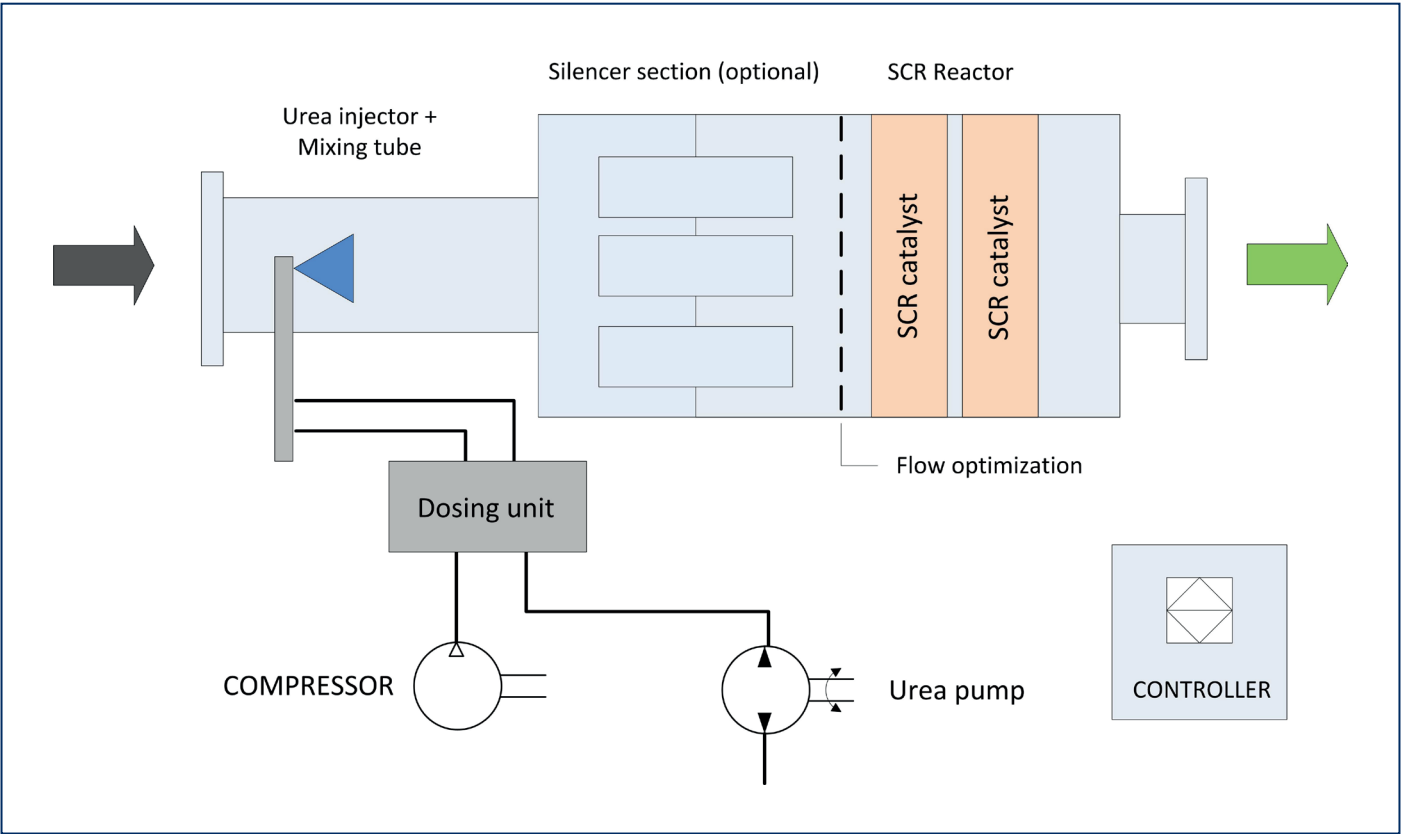 Silencer section (optional)
SCR Reactor
Urea injector +
Mixing tube
SCR catalyst
SCR catalyst
Flow optimization
Dosing unit
COMPRESSOR
Urea pump
CONTROLLER